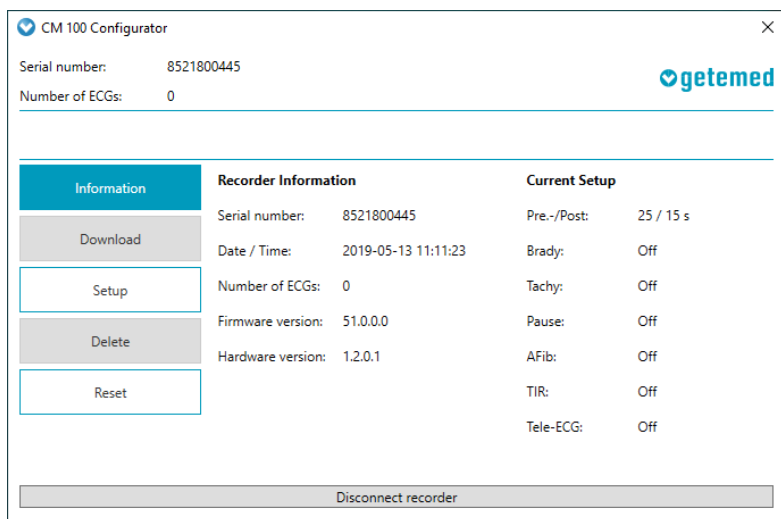 CM 100 Configurator
Serial number: 8521800445
getemed
Number of ECGs: 0
Information
Download
Setup
Delete
Reset
Recorder Information
Serial number: 8521800445
Date / Time: 2019-05-13 11:11:23
Number of ECGs: 0
Firmware version: 51.0.0.0
Hardware version: 1.2.0.1
Current Setup
Pre.-/Post: 25 / 15 s
Brady: Off
Tachy: Off
Pause: Off
AFib: Off
TIR: Off
Tele-ECG: Off
Disconnect recorder